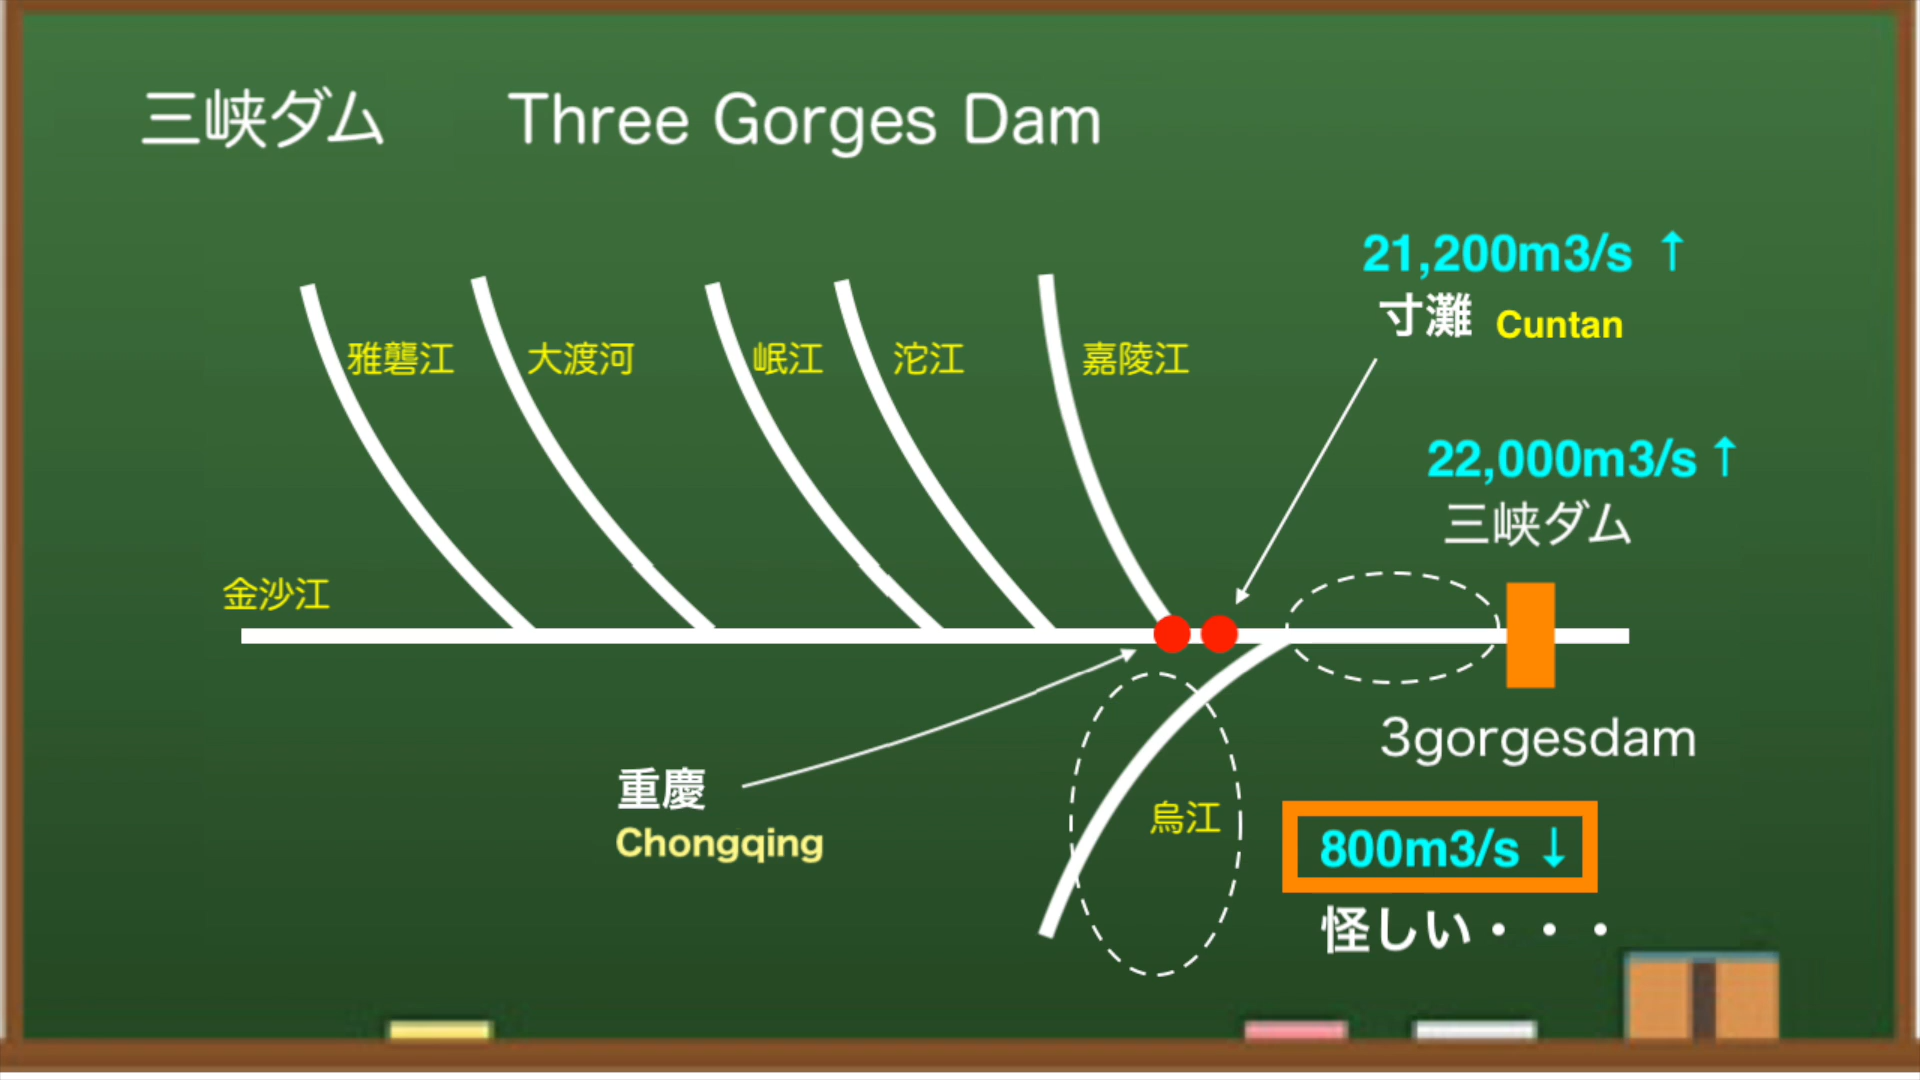 三峡ダム Three Gorges Dam
21,200m3/s ↑
寸灘 Cuntan
雅礱江 大渡河 岷江 沱江 嘉陵江
22,000m3/s ↑
三峡ダム
金沙江
3gorgesdam
重慶
Chongqing
烏江
800m3/s ↓
怪しい・・・